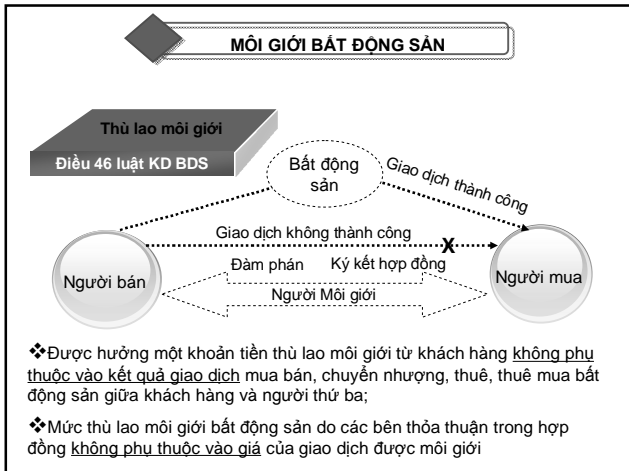 MÔI GIỚI BẤT ĐỘNG SẢN
Thù lao môi giới
Điều 46 luật KD BDS
Bất động
sản
Giao dịch thành công
Giao dịch không thành công
X
Người bán
Đàm phán Ký kết hợp đồng
Người Môi giới
Người mua
❖Được hưởng một khoản tiền thù lao môi giới từ khách hàng không phụ
thuộc vào kết quả giao dịch mua bán, chuyển nhượng, thuê, thuê mua bất
động sản giữa khách hàng và người thứ ba;
❖Mức thù lao môi giới bất động sản do các bên thỏa thuận trong hợp
đồng không phụ thuộc vào giá của giao dịch được môi giới